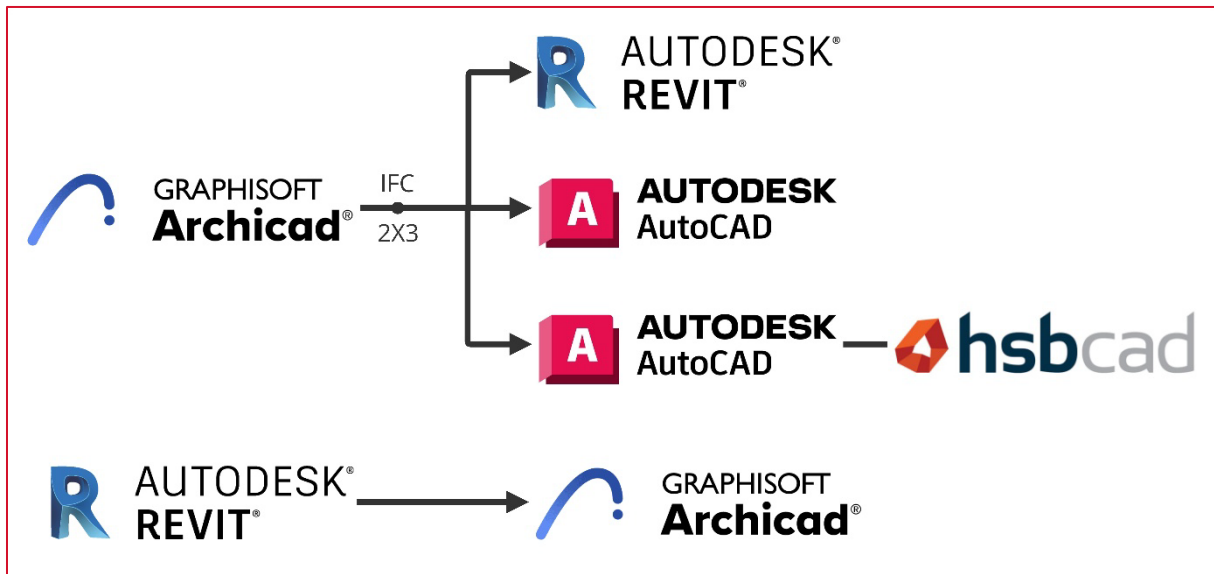 AUTODESK®
REVIT®
GRAPHISOFT
Archicad®
IFC
2X3
A
AUTODESK
AutoCAD
A
AUTODESK
AutoCAD
hsbcad
AUTODESK®
REVIT®
GRAPHISOFT
Archicad®